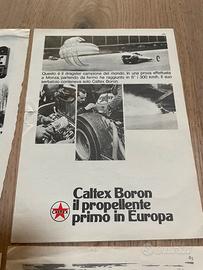 Questo è il dragster campione del mondo. In una prova effettuata
a Monza, partendo da fermo ha raggiunto in 6" i 300 km/h. Il suo
serbatoio conteneva solo Caltex Boron.
Caltex Boron
il propellente
primo in Europa
CALTEX